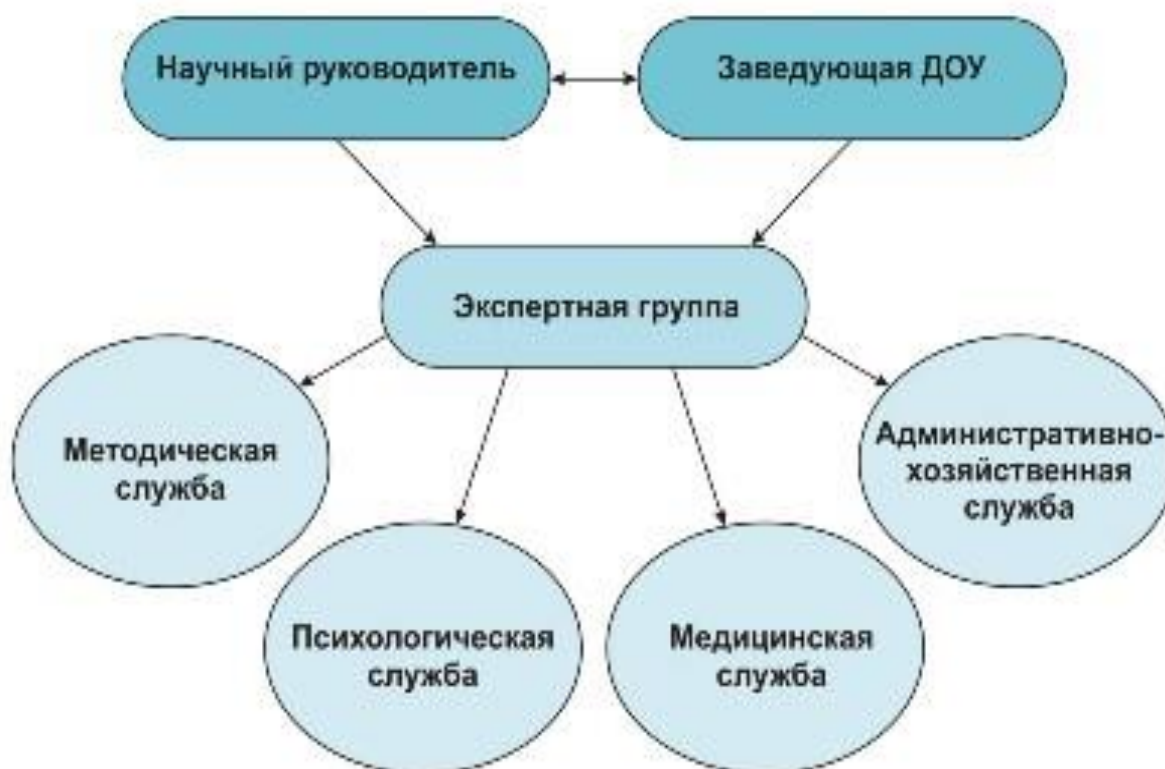 Научный руководитель
Заведующая ДОУ
Экспертная группа
Методическая
служба
Административно-
хозяйственная
служба
Психологическая
служба
Медицинская
служба